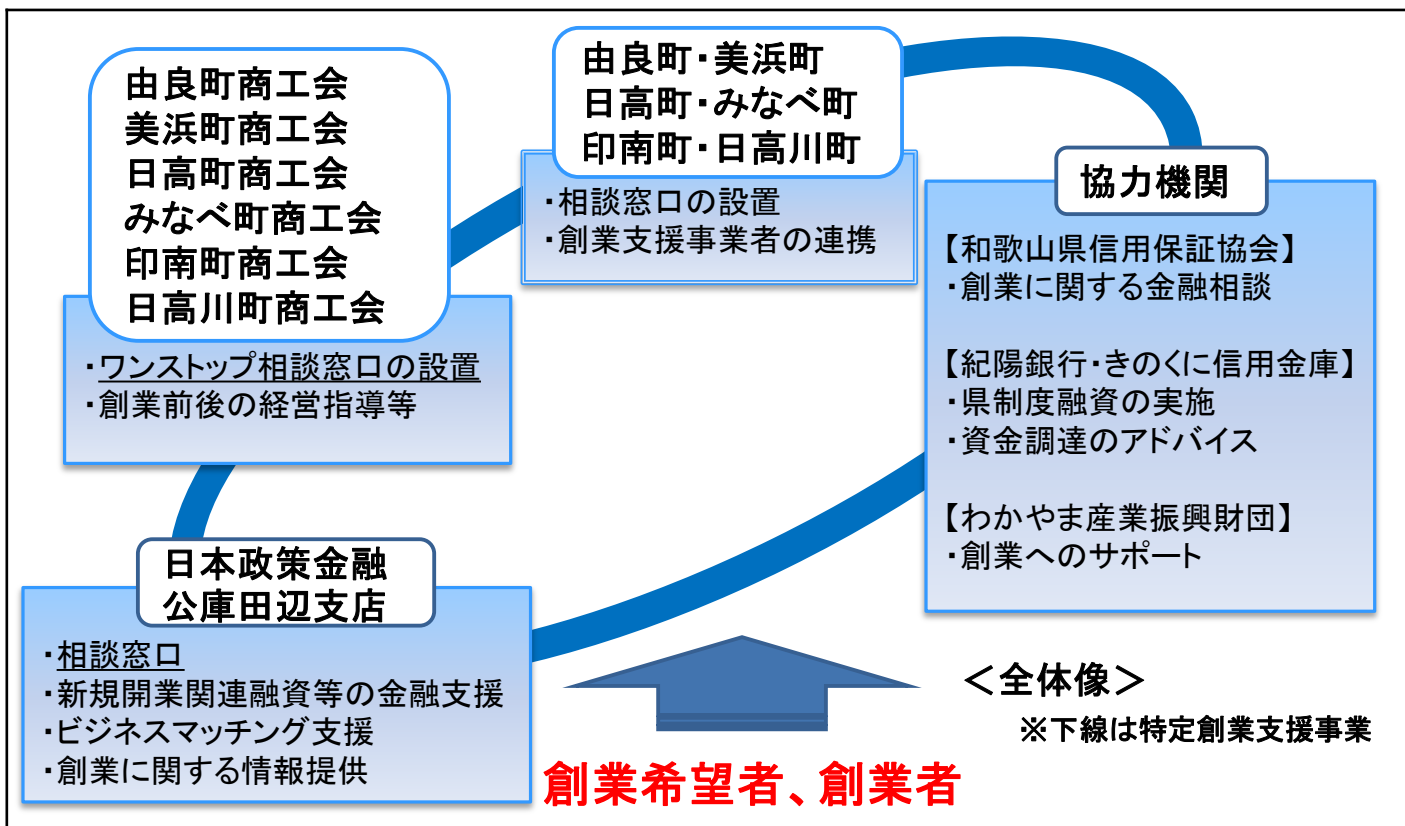 由良町商工会
美浜町商工会
日高町商工会
みなべ町商工会
印南町商工会
日高川町商工会
・ワンストップ相談窓口の設置
・創業前後の経営指導等
由良町・美浜町
日高町・みなべ町
印南町・日高川町
・相談窓口の設置
・創業支援事業者の連携
協力機関
【和歌山県信用保証協会】
・創業に関する金融相談
【紀陽銀行・きのくに信用金庫】
・県制度融資の実施
・資金調達のアドバイス
【わかやま産業振興財団】
・創業へのサポート
日本政策金融
公庫田辺支店
・相談窓口
・新規開業関連融資等の金融支援
・ビジネスマッチング支援
・創業に関する情報提供
＜全体像＞
※下線は特定創業支援事業
創業希望者、創業者